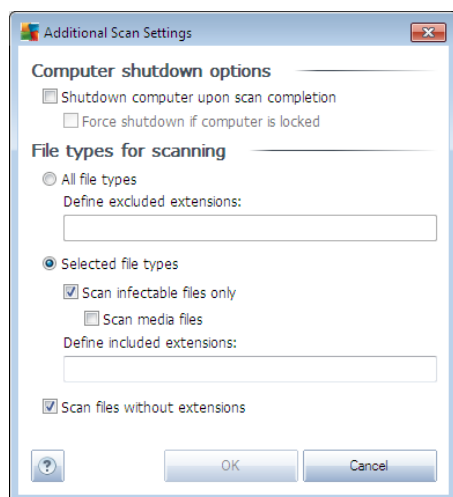 Additional Scan Settings
Computer shutdown options
Shutdown computer upon scan completion
Force shutdown if computer is locked
File types for scanning
All file types
Define excluded extensions:
Selected file types
Scan infectable files only
Scan media files
Define included extensions:
Scan files without extensions
? OK Cancel